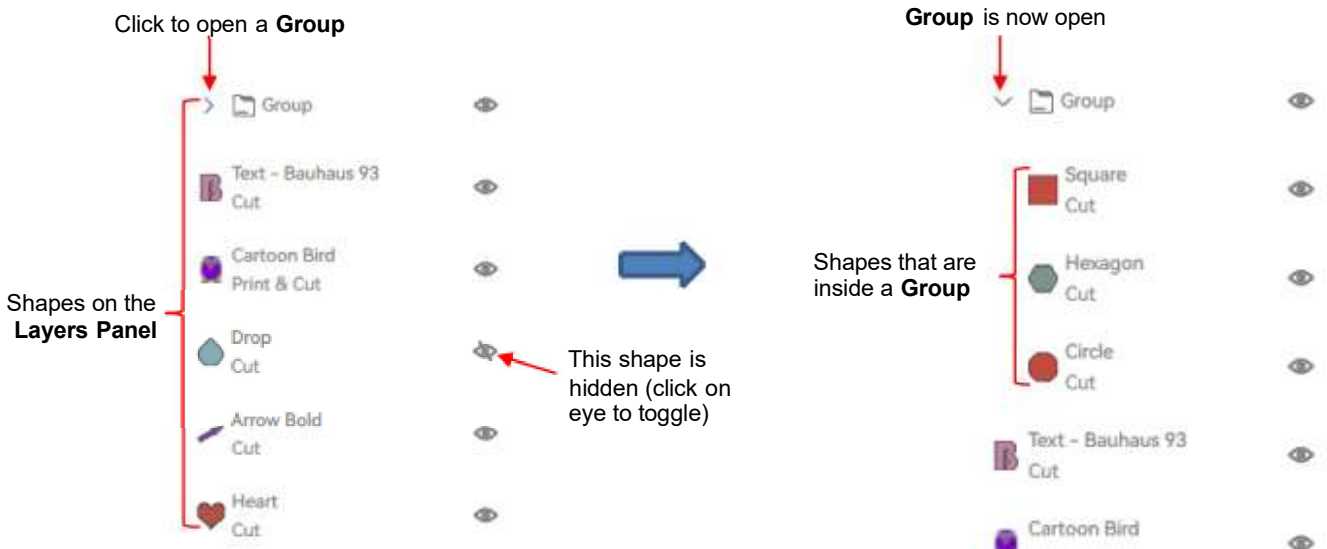 Click to open a Group
Group
Text - Bauhaus 93
Cut
Cartoon Bird
Print & Cut
Shapes on the
Layers Panel
Drop
Cut
This shape is
hidden (click on
eye to toggle)
Arrow Bold
Cut
Heart
Cut
Group is now open
Group
Square
Cut
Shapes that are
inside a Group
Hexagon
Cut
Circle
Cut
Text - Bauhaus 93
Cut
Cartoon Bird